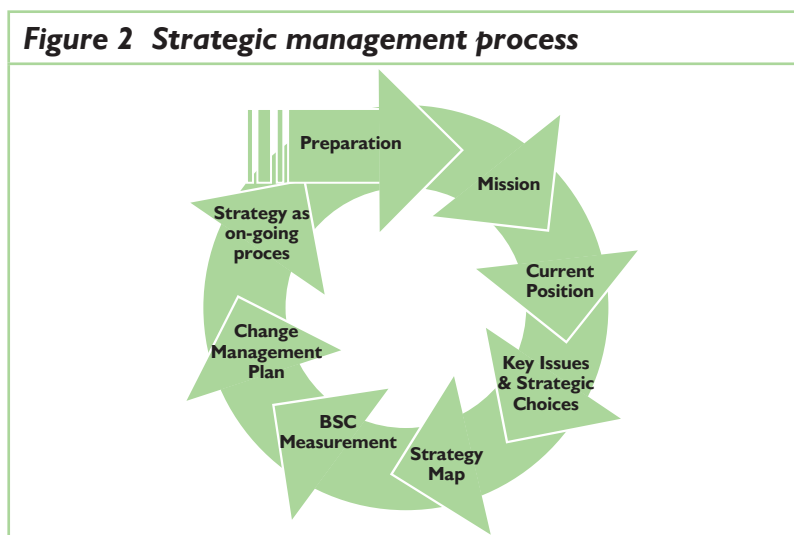 Figure 2 Strategic management process
Preparation
Mission
Current
Position
Key Issues
& Strategic
Choices
Strategy
Map
BSC
Measurement
Change
Management
Plan
Strategy as
on-going
proces